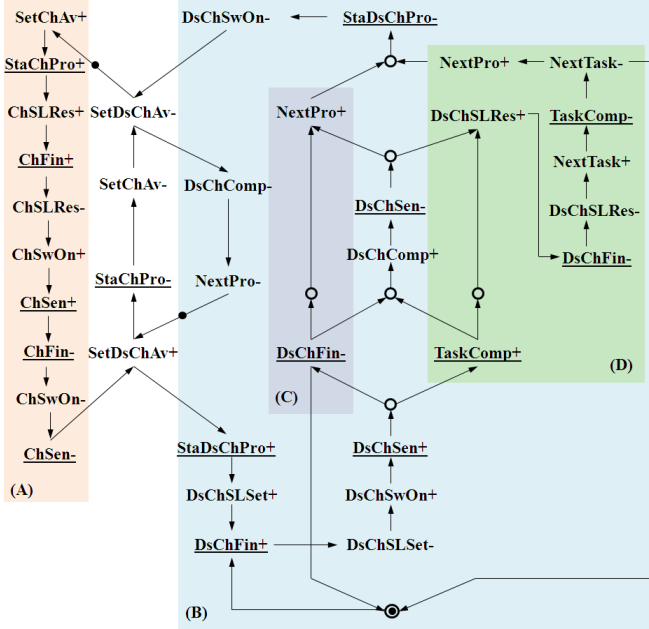 SetChAv+
StaChPro+
ChSLRes+
ChFin+
ChSLRes-
ChSwOn+
ChSen+
ChFin-
ChSwOn-
ChSen-
(A)
SetDsChAv-
SetChAv-
StaChPro-
SetDsChAv+
DsChSwOn-
StaDsChPro-
DsChComp-
NextPro-
StaDsChPro+
DsChSLSet+
DsChFin+
(B)
NextPro+
DsChFin-
(C)
DsChSen-
DsChComp+
DsChSen+
DsChSwOn+
DsChSLSet-
NextPro+
NextTask-
DsChSLRes+
TaskComp-
NextTask+
DsChSLRes-
DsChFin-
TaskComp+
(D)